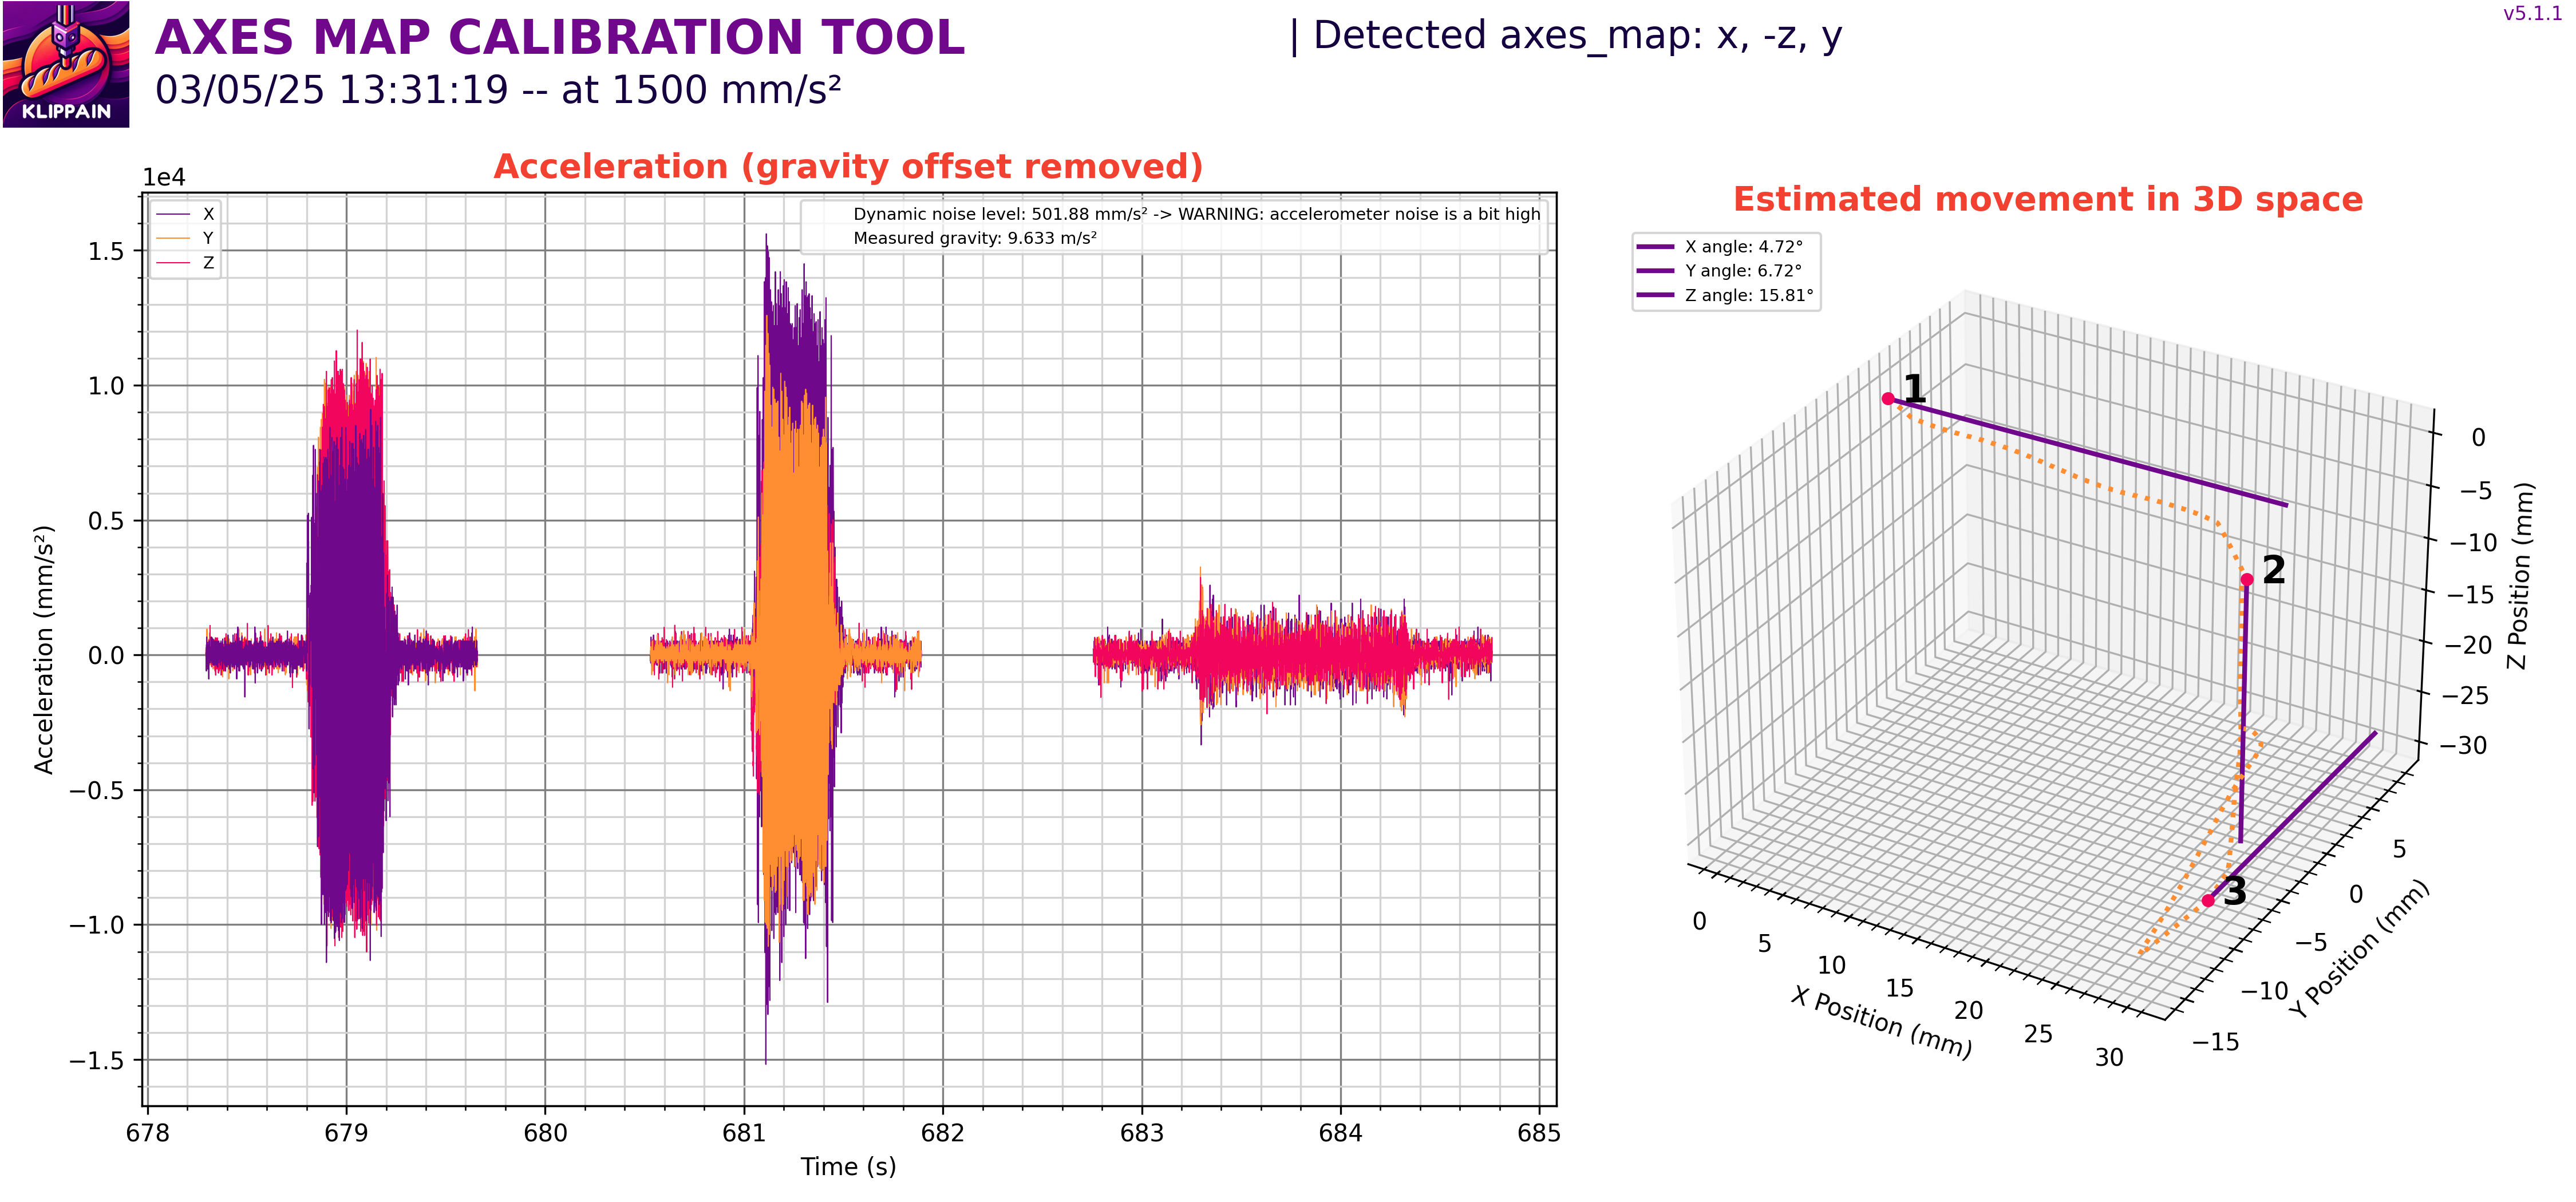 v5.1.1
KLIPPAIN
AXES MAP CALIBRATION TOOL
| Detected axes_map: x, -z, y
03/05/25 13:31:19 -- at 1500 mm/s²
Acceleration (gravity offset removed)
1e4
X
Y
Z
Dynamic noise level: 501.88 mm/s² -> WARNING: accelerometer noise is a bit high
Measured gravity: 9.633 m/s²
1.5
1.0
0.5
0.0
−0.5
−1.0
−1.5
Acceleration (mm/s²)
678
679
680
681
682
683
684
685
Time (s)
Estimated movement in 3D space
X angle: 4.72°
Y angle: 6.72°
Z angle: 15.81°
1
2
3
0
−5
−10
−15
−20
−25
−30
Z Position (mm)
5
0
−5
−10
−15
Y Position (mm)
0
5
10
15
20
25
30
X Position (mm)